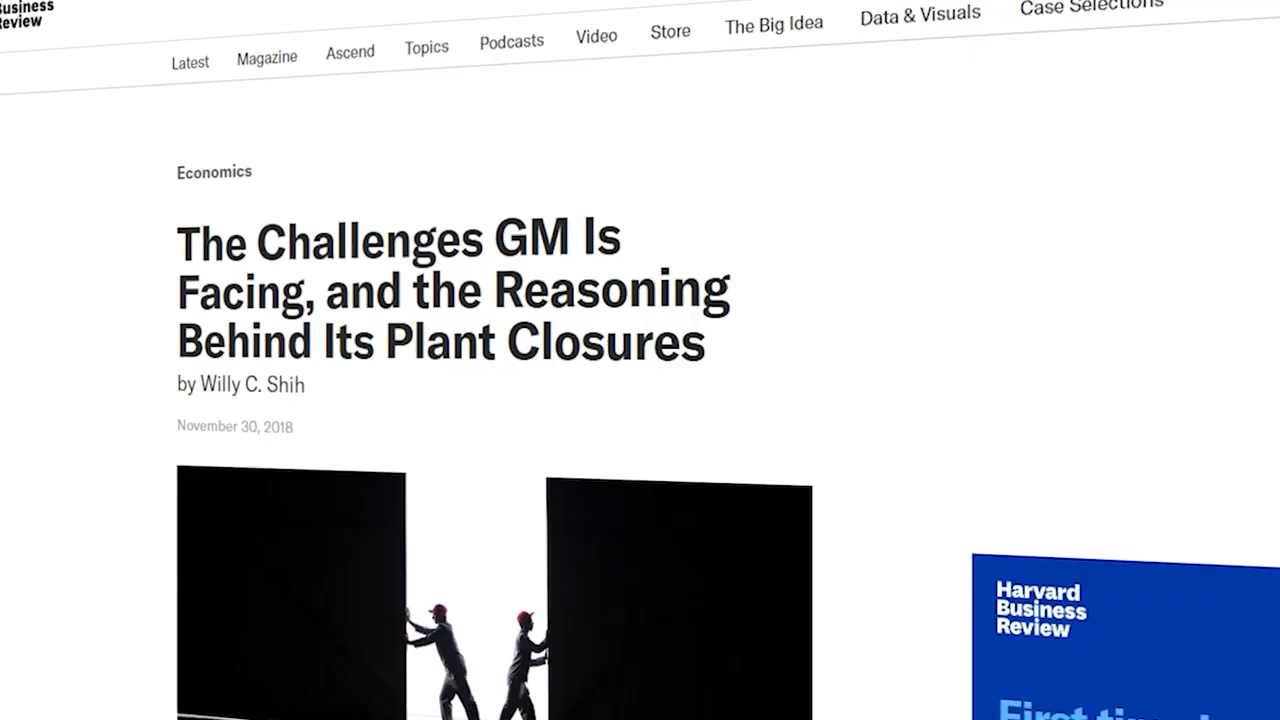 Business
Review
Latest Magazine Ascend Topics Podcasts Video Store The Big Idea Data & Visuals Case Selections
Economics
The Challenges GM Is
Facing, and the Reasoning
Behind Its Plant Closures
by Willy C. Shih
November 30, 2018
Harvard
Business
Review
First